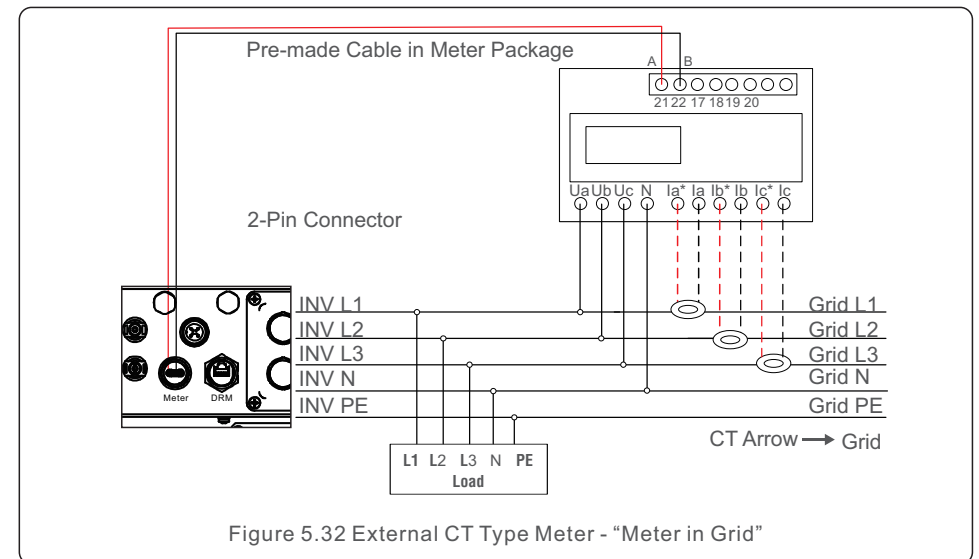 Pre-made Cable in Meter Package
A B
21 22 17 18 19 20
Ua Ub Uc N Ia* Ia Ib* Ib Ic* Ic
2-Pin Connector
INV L1 Grid L1
INV L2 Grid L2
INV L3 Grid L3
INV N Grid N
INV PE Grid PE
Meter DRM
CT Arrow → Grid
L1 L2 L3 N PE
Load
Figure 5.32 External CT Type Meter - “Meter in Grid”